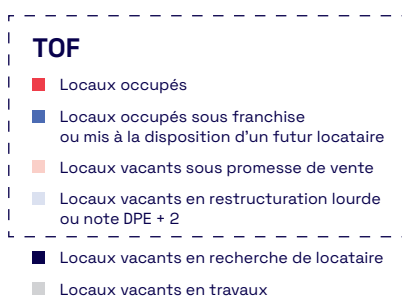 TOF
Locaux occupés
Locaux occupés sous franchise
ou mis à la disposition d'un futur locataire
Locaux vacants sous promesse de vente
Locaux vacants en restructuration lourde
ou note DPE + 2
Locaux vacants en recherche de locataire
Locaux vacants en travaux